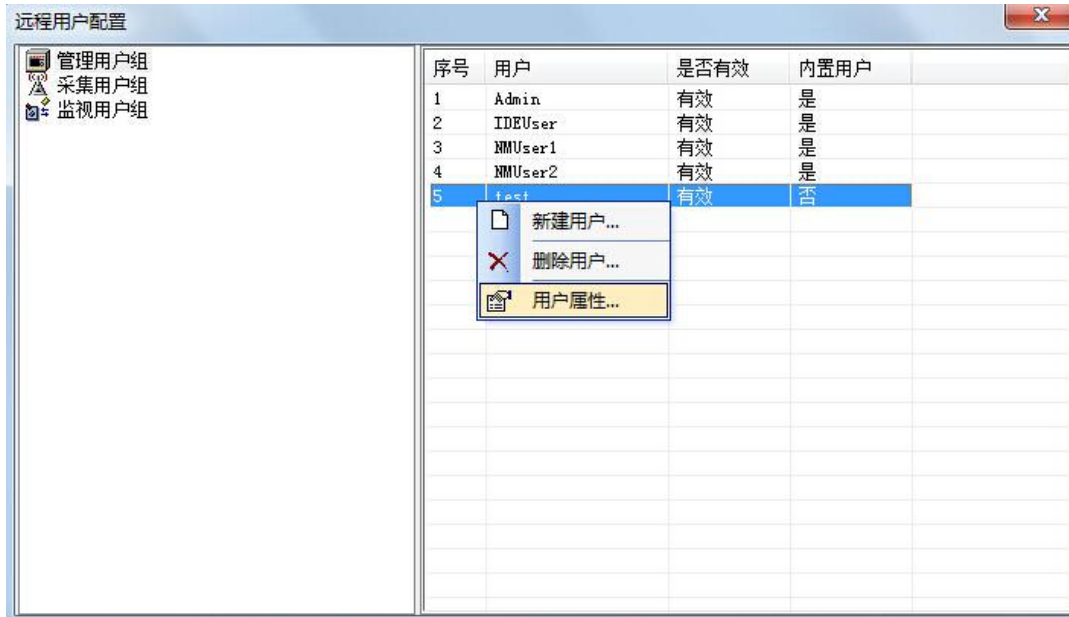 远程用户配置
管理用户组
采集用户组
监视用户组
序号 用户 是否有效 内置用户
1 Admin 有效 是
2 IDEUser 有效 是
3 NMUser1 有效 是
4 NMUser2 有效 是
5 test 有效 否
新建用户...
删除用户...
用户属性...